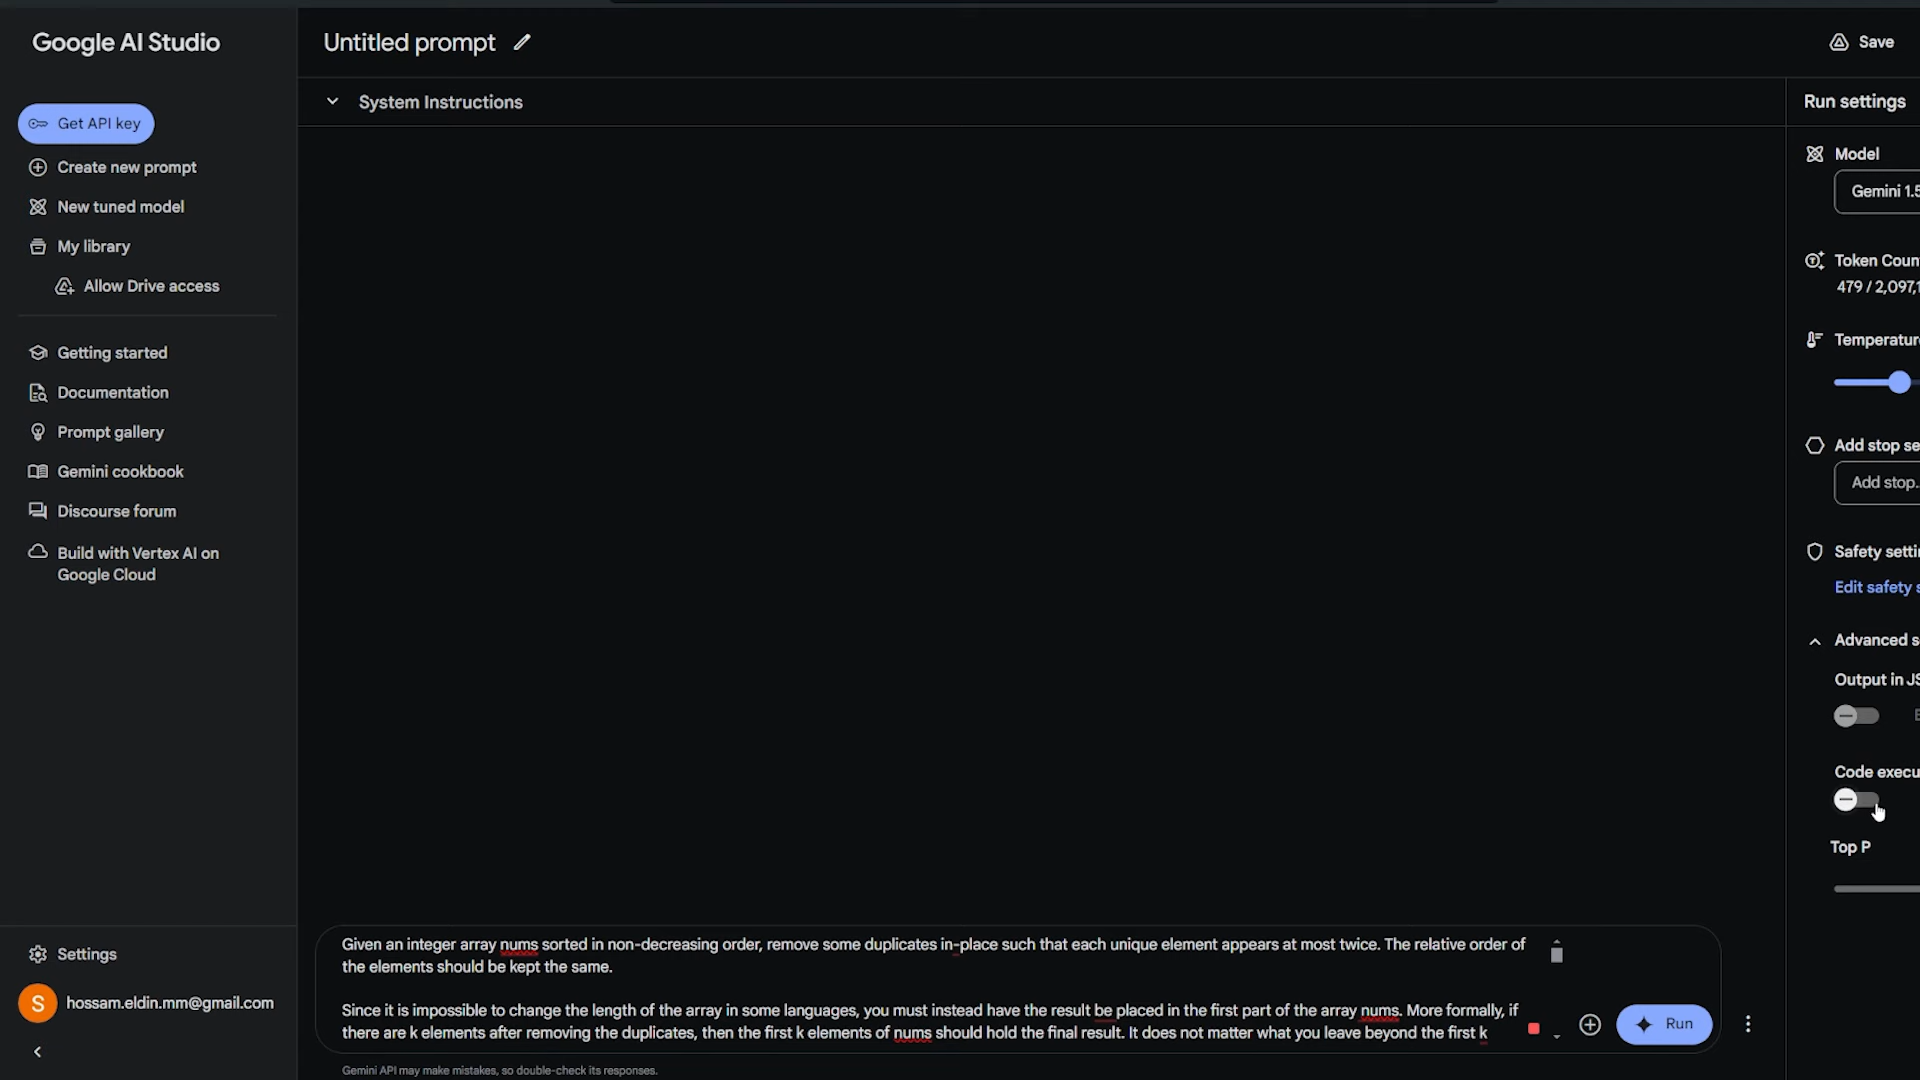 Google AI Studio
Untitled prompt
Save
System Instructions
Run settings
Get API key
Create new prompt
New tuned model
My library
Allow Drive access
Getting started
Documentation
Prompt gallery
Gemini cookbook
Discourse forum
Build with Vertex AI on
Google Cloud
Settings
S
hossam.eldin.mm@gmail.com
Model
Gemini 1.5
Token Coun
479 / 2,097,1
Temperature
Add stop se
Add stop..
Safety setti
Edit safety s
Advanced s
Output in JS
Code execu
Top P
Given an integer array nums sorted in non-decreasing order, remove some duplicates in-place such that each unique element appears at most twice. The relative order of
the elements should be kept the same.
Since it is impossible to change the length of the array in some languages, you must instead have the result be placed in the first part of the array nums. More formally, if
there are k elements after removing the duplicates, then the first k elements of nums should hold the final result. It does not matter what you leave beyond the first k
Run
Gemini API may make mistakes, so double-check its responses.